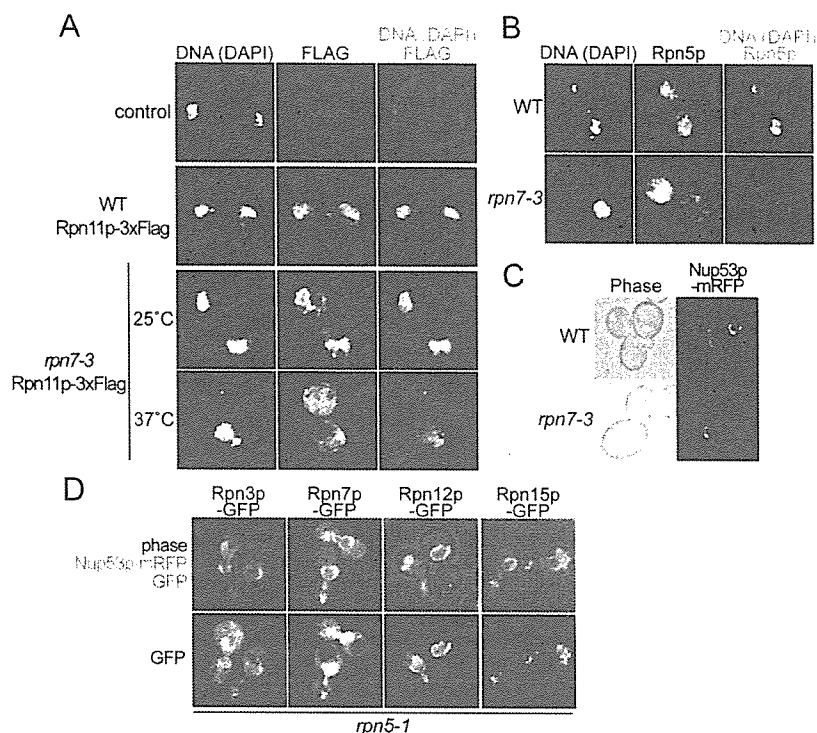 A
DNA (DAPI)
FLAG
DNA (DAPI)
FLAG
control
WT
Rpn11p-3xFlag
25°C
rpn7-3
Rpn11p-3xFlag
37°C
B
DNA (DAPI)
Rpn5p
DNA (DAPI)
Rpn5p
WT
rpn7-3
C
Phase
Nup53p
-mRFP
WT
rpn7-3
D
Rpn3p
-GFP
Rpn7p
-GFP
Rpn12p
-GFP
Rpn15p
-GFP
phase
Nup53p-mRFP
GFP
GFP
rpn5-1